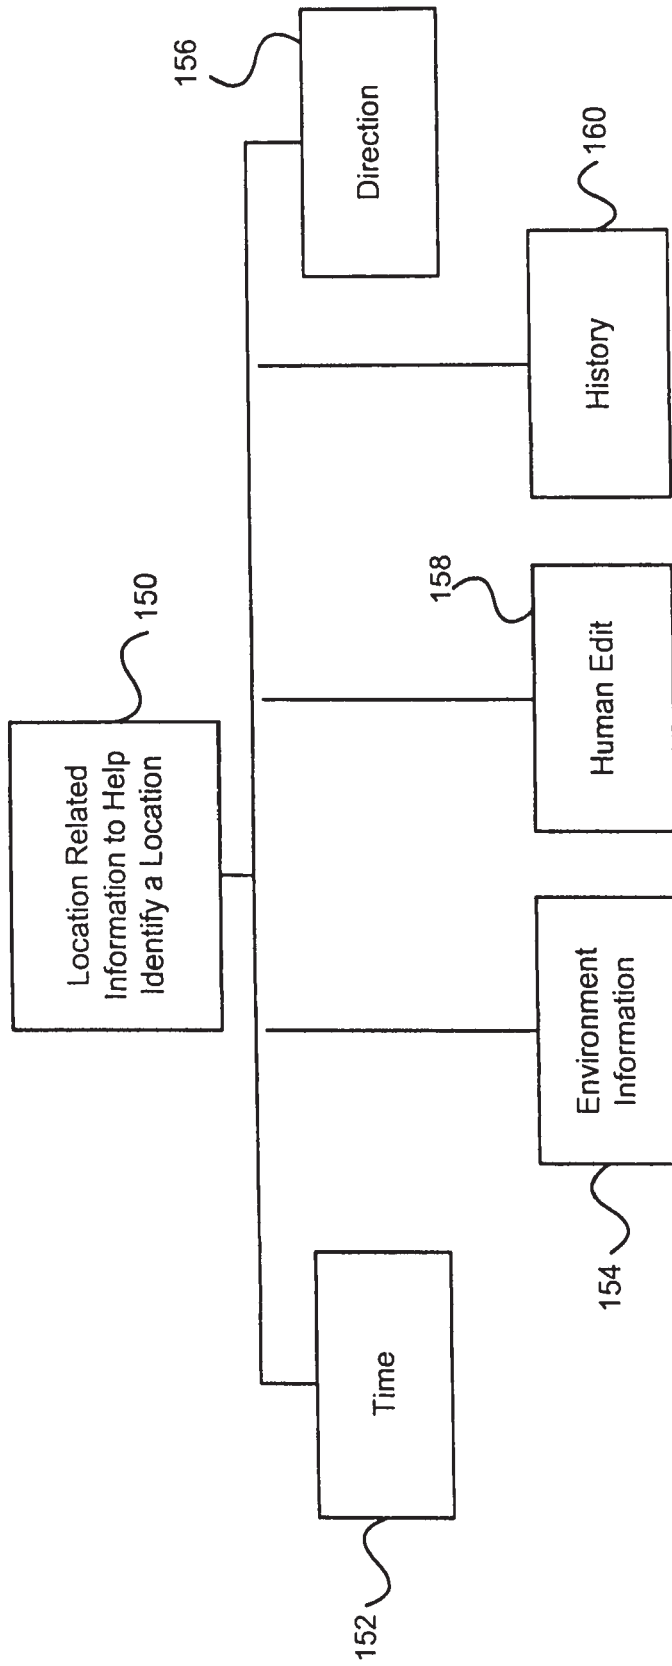 Location Related
Information to Help
Identify a Location
150
Time
152
Environment
Information
154
Human Edit
158
History
160
Direction
156